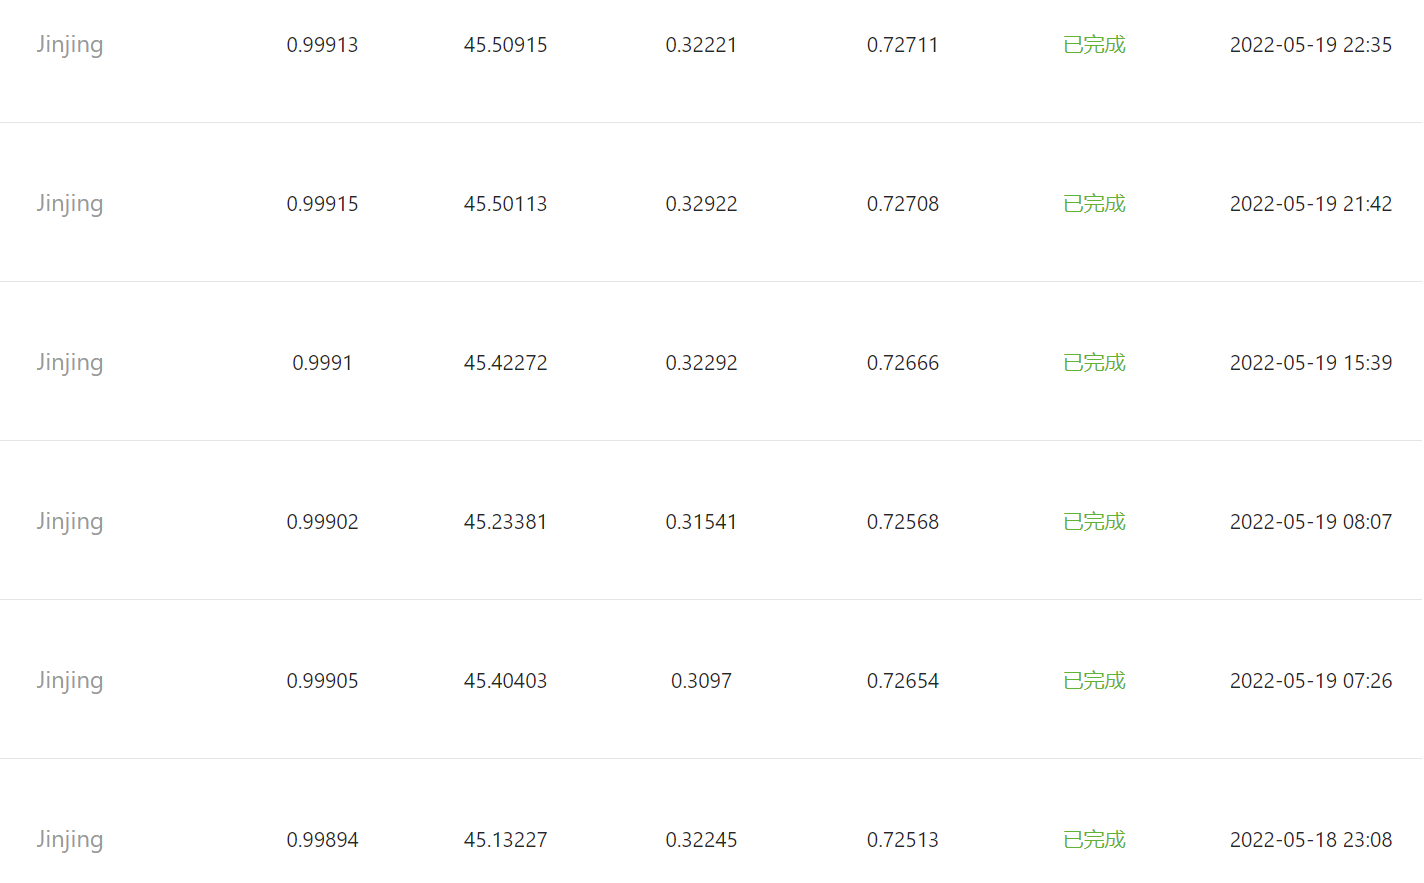 Jinjing 0.99913 45.50915 0.32221 0.72711 已完成 2022-05-19 22:35
Jinjing 0.99915 45.50113 0.32922 0.72708 已完成 2022-05-19 21:42
Jinjing 0.9991 45.42272 0.32292 0.72666 已完成 2022-05-19 15:39
Jinjing 0.99902 45.23381 0.31541 0.72568 已完成 2022-05-19 08:07
Jinjing 0.99905 45.40403 0.3097 0.72654 已完成 2022-05-19 07:26
Jinjing 0.99894 45.13227 0.32245 0.72513 已完成 2022-05-18 23:08